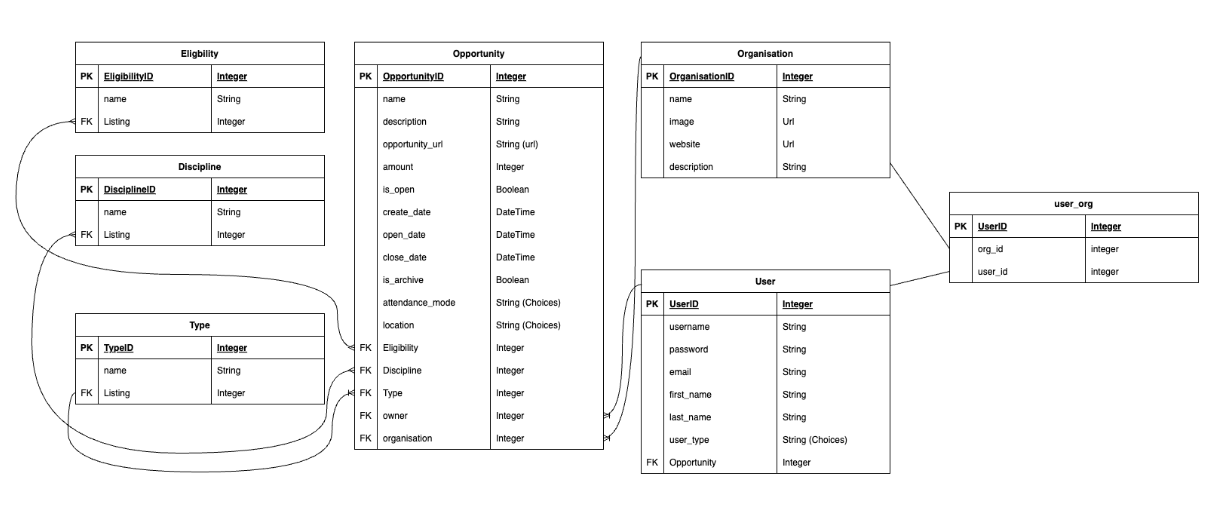 Eligbility
PK EligibilityID Integer
name String
FK Listing Integer
Discipline
PK DisciplineID Integer
name String
FK Listing Integer
Type
PK TypeID Integer
name String
FK Listing Integer
Opportunity
PK OpportunityID Integer
name String
description String
opportunity_url String (url)
amount Integer
is_open Boolean
create_date DateTime
open_date DateTime
close_date DateTime
is_archive Boolean
attendance_mode String (Choices)
location String (Choices)
FK Eligibility Integer
FK Discipline Integer
FK Type Integer
FK owner Integer
FK organisation Integer
Organisation
PK OrganisationID Integer
name String
image Url
website Url
description String
User
PK UserID Integer
username String
password String
email String
first_name String
last_name String
user_type String (Choices)
FK Opportunity Integer
user_org
PK UserID Integer
org_id integer
user_id integer